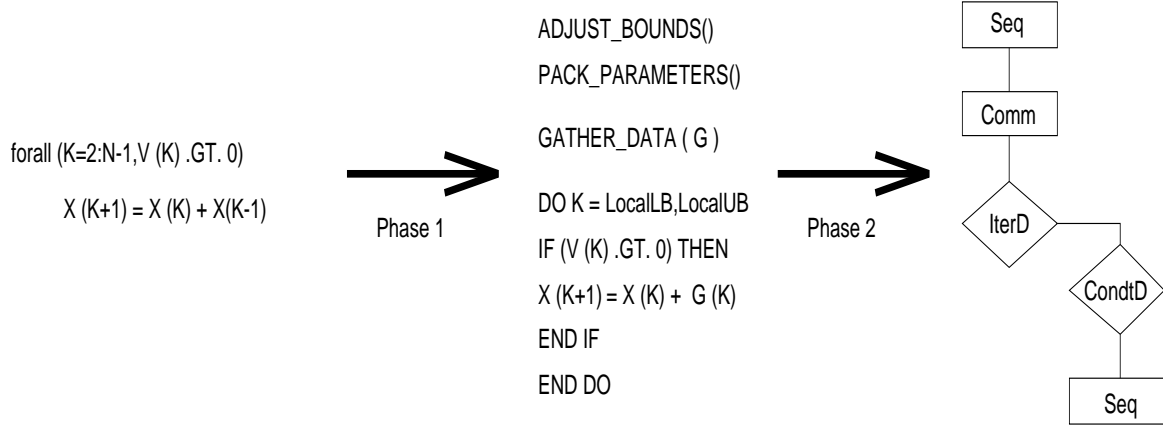 forall (K=2:N-1,V (K) .GT. 0)
X (K+1) = X (K) + X(K-1)
Phase 1
ADJUST_BOUNDS()
PACK_PARAMETERS()
GATHER_DATA ( G )
DO K = LocalLB,LocalUB
IF (V (K) .GT. 0) THEN
X (K+1) = X (K) + G (K)
END IF
END DO
Phase 2
Seq
Comm
IterD
CondtD
Seq